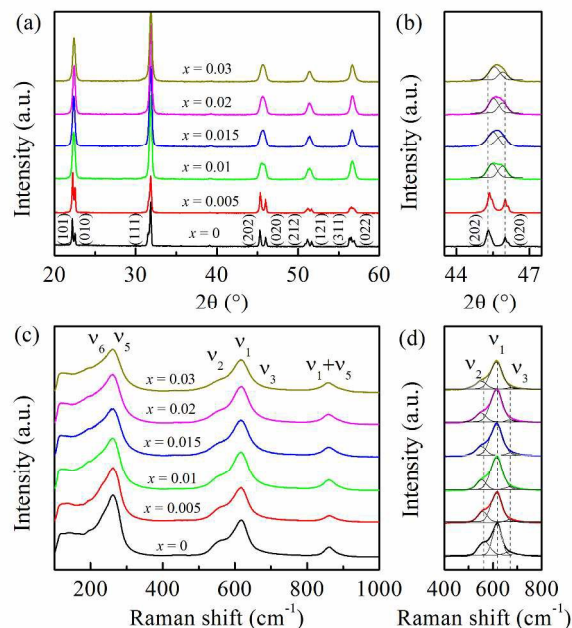 (a)
Intensity (a.u.)
x = 0.03
x = 0.02
x = 0.015
x = 0.01
x = 0.005
x = 0
(101)
(010)
(111)
(202)
(020)
(212)
(121)
(311)
(022)
20 30 40 50 60
2θ (°)
(b)
Intensity (a.u.)
(202)
(020)
44 47
2θ (°)
(c)
Intensity (a.u.)
ν6 ν5
ν2
ν1
ν3
ν1+ν5
x = 0.03
x = 0.02
x = 0.015
x = 0.01
x = 0.005
x = 0
200 400 600 800 1000
Raman shift (cm-1)
(d)
Intensity (a.u.)
ν1
ν2
ν3
400 600 800
Raman shift (cm-1)